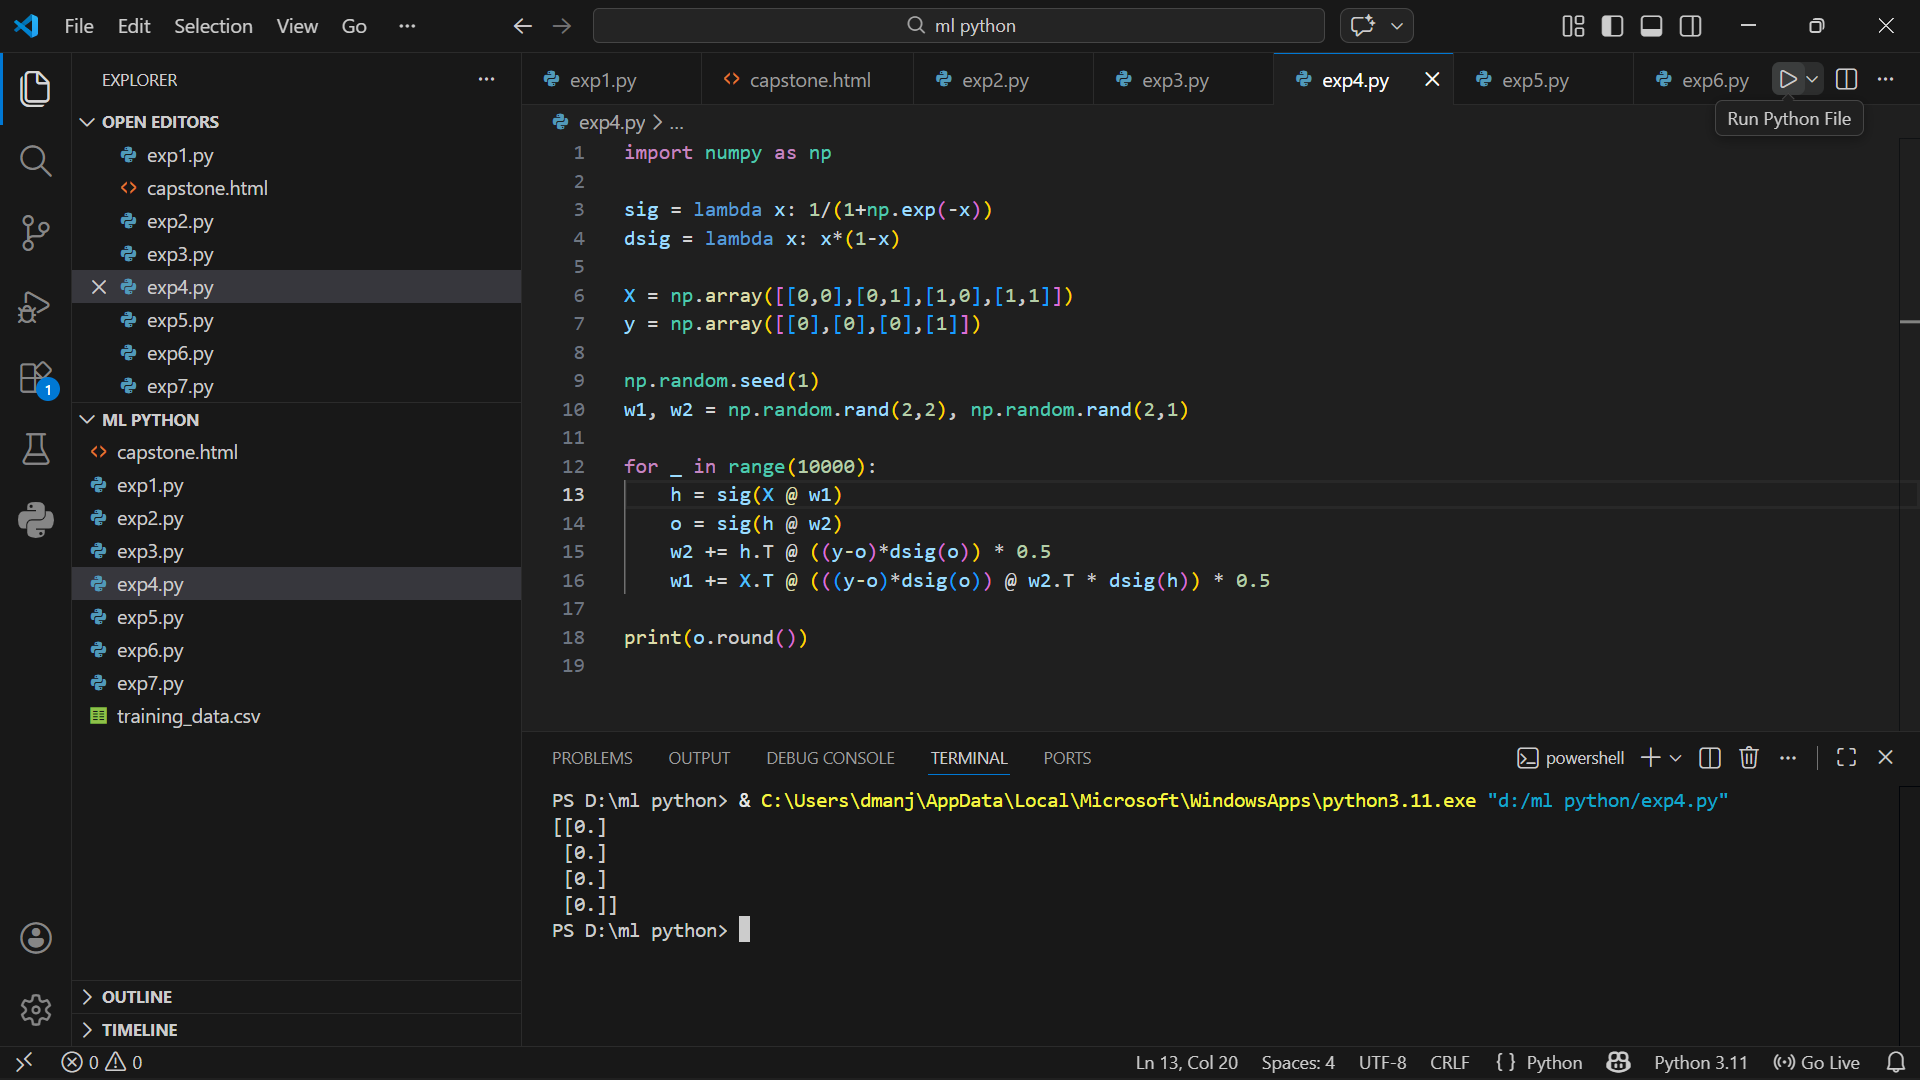 File Edit Selection View Go ··· ml python
EXPLORER ···
OPEN EDITORS
exp1.py
capstone.html
exp2.py
exp3.py
exp4.py
exp5.py
exp6.py
exp7.py
ML PYTHON
capstone.html
exp1.py
exp2.py
exp3.py
exp4.py
exp5.py
exp6.py
exp7.py
training_data.csv
OUTLINE
TIMELINE
1
exp1.py capstone.html exp2.py exp3.py exp4.py exp5.py exp6.py
Run Python File
exp4.py > ...
1 import numpy as np
2
3 sig = lambda x: 1/(1+np.exp(-x))
4 dsig = lambda x: x*(1-x)
5
6 X = np.array([[0,0],[0,1],[1,0],[1,1]])
7 y = np.array([[0],[0],[0],[1]])
8
9 np.random.seed(1)
10 w1, w2 = np.random.rand(2,2), np.random.rand(2,1)
11
12 for _ in range(10000):
13     h = sig(X @ w1)
14     o = sig(h @ w2)
15     w2 += h.T @ ((y-o)*dsig(o)) * 0.5
16     w1 += X.T @ (((y-o)*dsig(o)) @ w2.T * dsig(h)) * 0.5
17
18 print(o.round())
19
PROBLEMS OUTPUT DEBUG CONSOLE TERMINAL PORTS powershell
PS D:\ml python> & C:\Users\dmanj\AppData\Local\Microsoft\WindowsApps\python3.11.exe "d:/ml python/exp4.py"
[[0.]
 [0.]
 [0.]
 [0.]]
PS D:\ml python>
0 0 Ln 13, Col 20 Spaces: 4 UTF-8 CRLF {} Python Python 3.11 Go Live